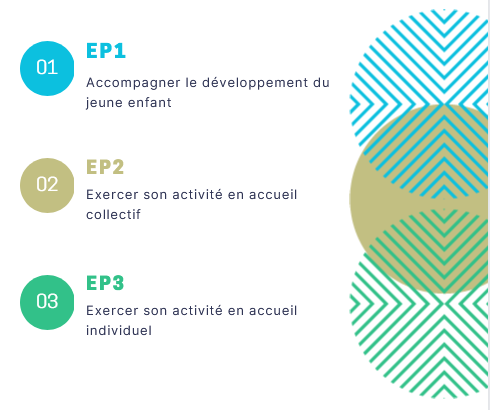 01
EP1
Accompagner le développement du
jeune enfant
02
EP2
Exercer son activité en accueil
collectif
03
EP3
Exercer son activité en accueil
individuel